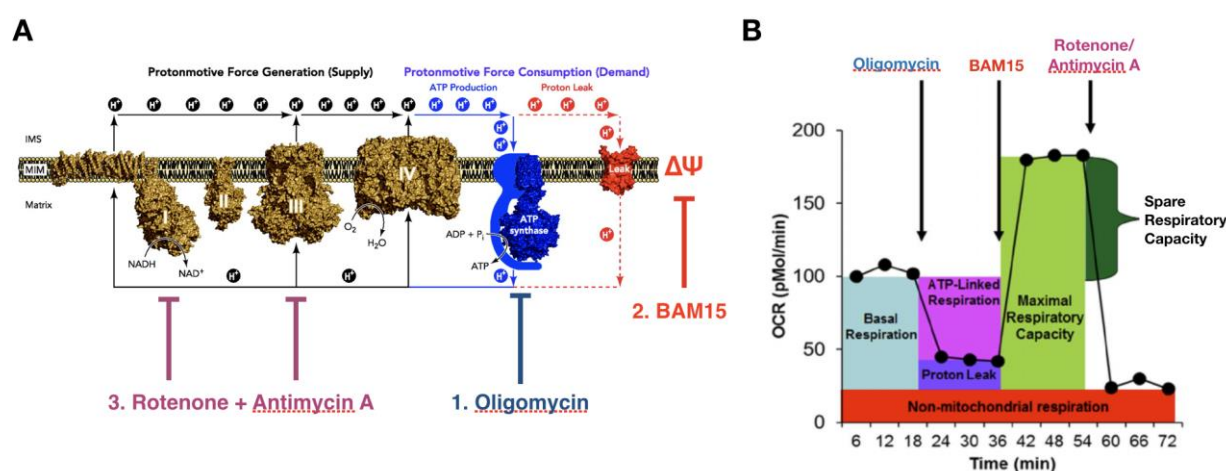 A
Protonmotive Force Generation (Supply)
Protonmotive Force Consumption (Demand)
ATP Production
Proton Leak
H+ H+ H+ H+ H+ H+ H+ H+ H+ H+ H+ H+ H+ H+
H+ H+
H+
IMS
MIM
Matrix
I
II
III
IV
ATP
synthase
Leak
ΔΨ
NADH
NAD+
O2
H2O
ADP + Pi
ATP
H+
H+ H+ H+
2. BAM15
3. Rotenone + Antimycin A
1. Oligomycin
B
Oligomycin
BAM15
Rotenone/
Antimycin A
OCR (pMol/min)
200
150
100
50
0
Basal
Respiration
ATP-Linked
Respiration
Proton Leak
Maximal
Respiratory
Capacity
Spare
Respiratory
Capacity
Non-mitochondrial respiration
6 12 18 24 30 36 42 48 54 60 66 72
Time (min)